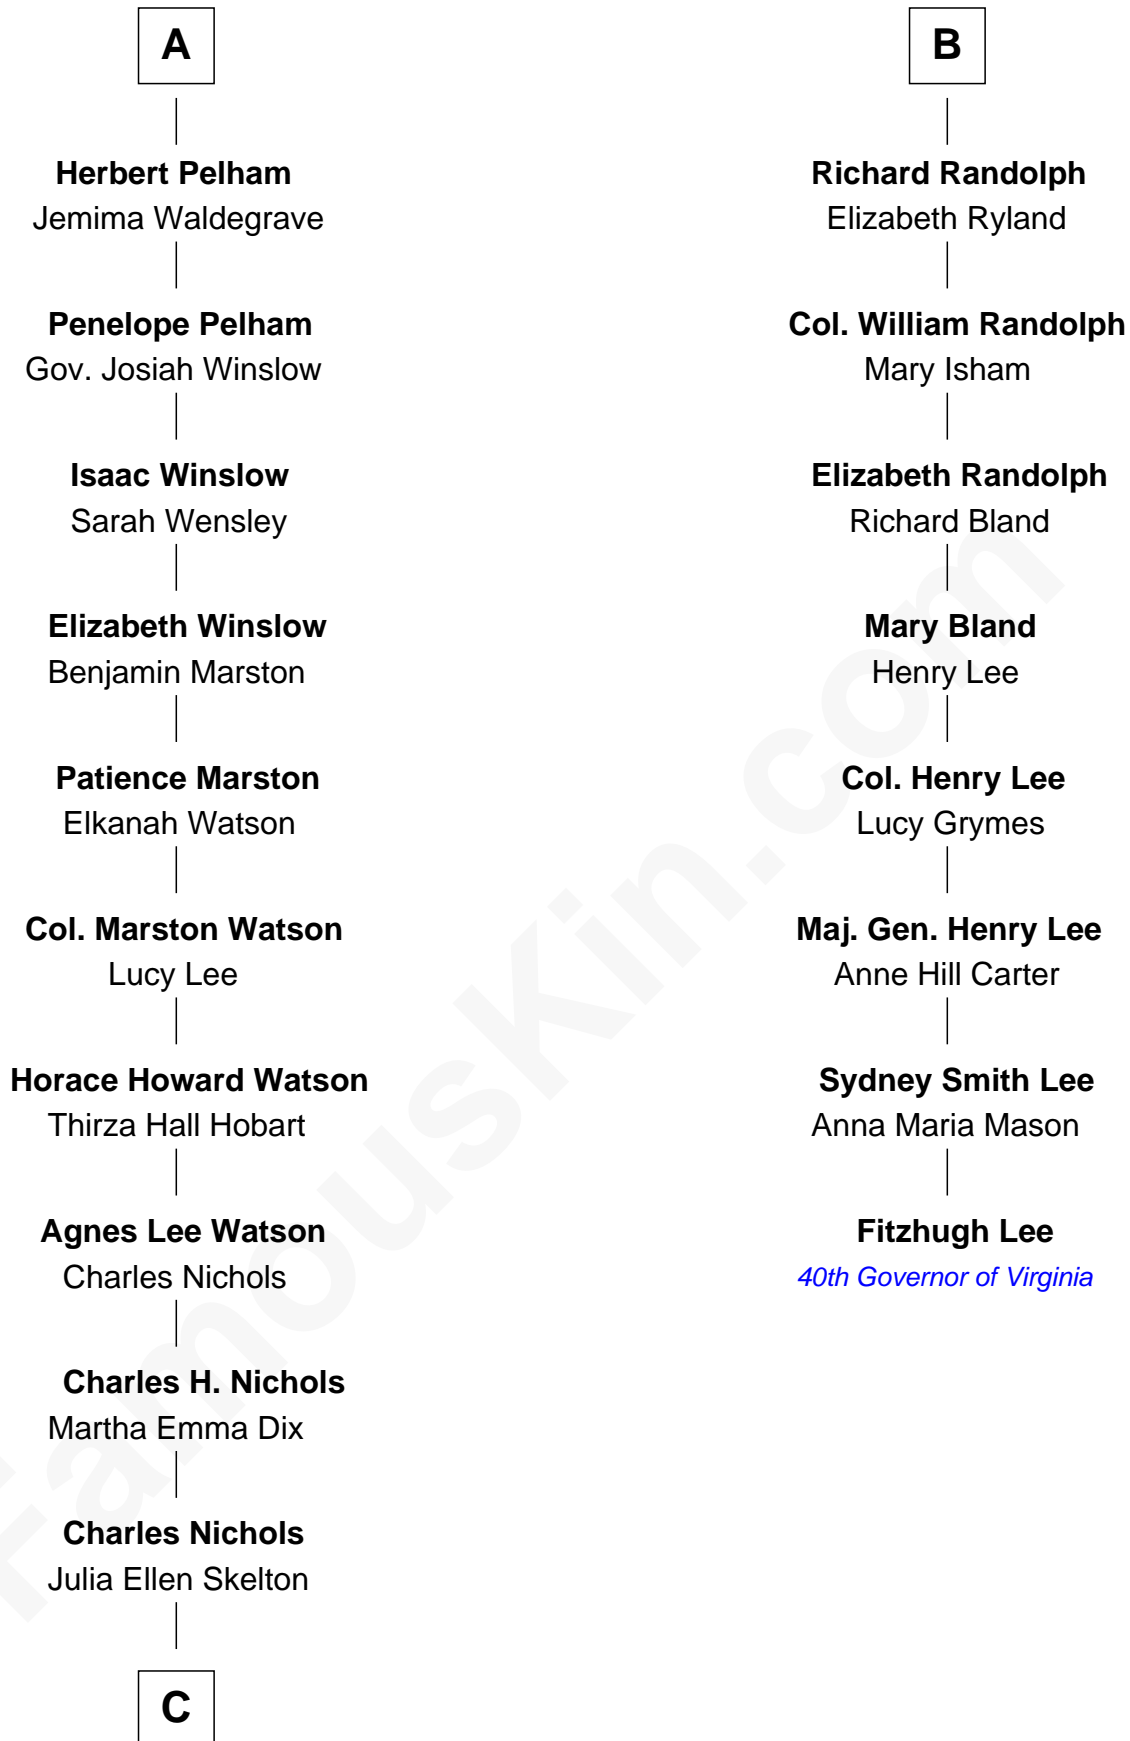 A
Herbert Pelham
Jemima Waldegrave
Penelope Pelham
Gov. Josiah Winslow
Isaac Winslow
Sarah Wensley
Elizabeth Winslow
Benjamin Marston
Patience Marston
Elkanah Watson
Col. Marston Watson
Lucy Lee
Horace Howard Watson
Thirza Hall Hobart
Agnes Lee Watson
Charles Nichols
Charles H. Nichols
Martha Emma Dix
Charles Nichols
Julia Ellen Skelton
C
B
Richard Randolph
Elizabeth Ryland
Col. William Randolph
Mary Isham
Elizabeth Randolph
Richard Bland
Mary Bland
Henry Lee
Col. Henry Lee
Lucy Grymes
Maj. Gen. Henry Lee
Anne Hill Carter
Sydney Smith Lee
Anna Maria Mason
Fitzhugh Lee
40th Governor of Virginia
FamousKin.com